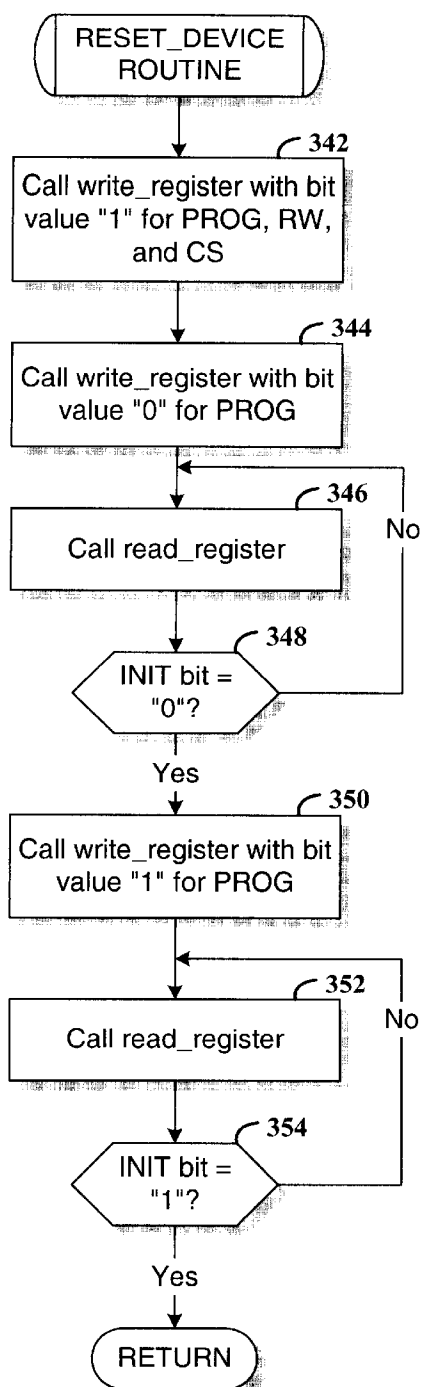 RESET_DEVICE
ROUTINE
342
Call write_register with bit
value "1" for PROG, RW,
and CS
344
Call write_register with bit
value "0" for PROG
346
Call read_register
No
348
INIT bit =
"0"?
Yes
350
Call write_register with bit
value "1" for PROG
352
Call read_register
No
354
INIT bit =
"1"?
Yes
RETURN